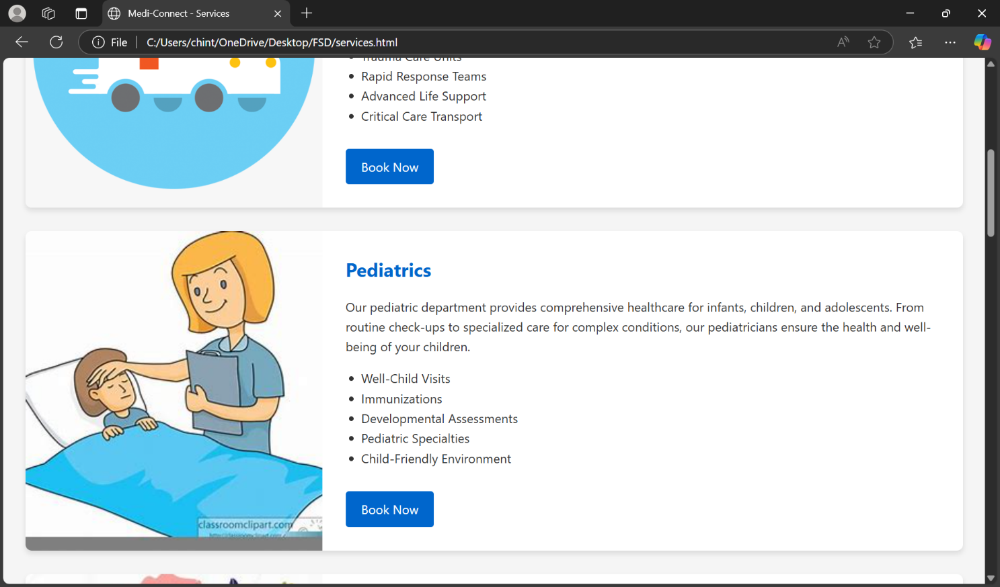 Medi-Connect - Services
File
C:/Users/chint/OneDrive/Desktop/FSD/services.html
Trauma Care Units
Rapid Response Teams
Advanced Life Support
Critical Care Transport
Book Now
Pediatrics
Our pediatric department provides comprehensive healthcare for infants, children, and adolescents. From
routine check-ups to specialized care for complex conditions, our pediatricians ensure the health and well-
being of your children.
Well-Child Visits
Immunizations
Developmental Assessments
Pediatric Specialties
Child-Friendly Environment
Book Now
classroomclipart.com